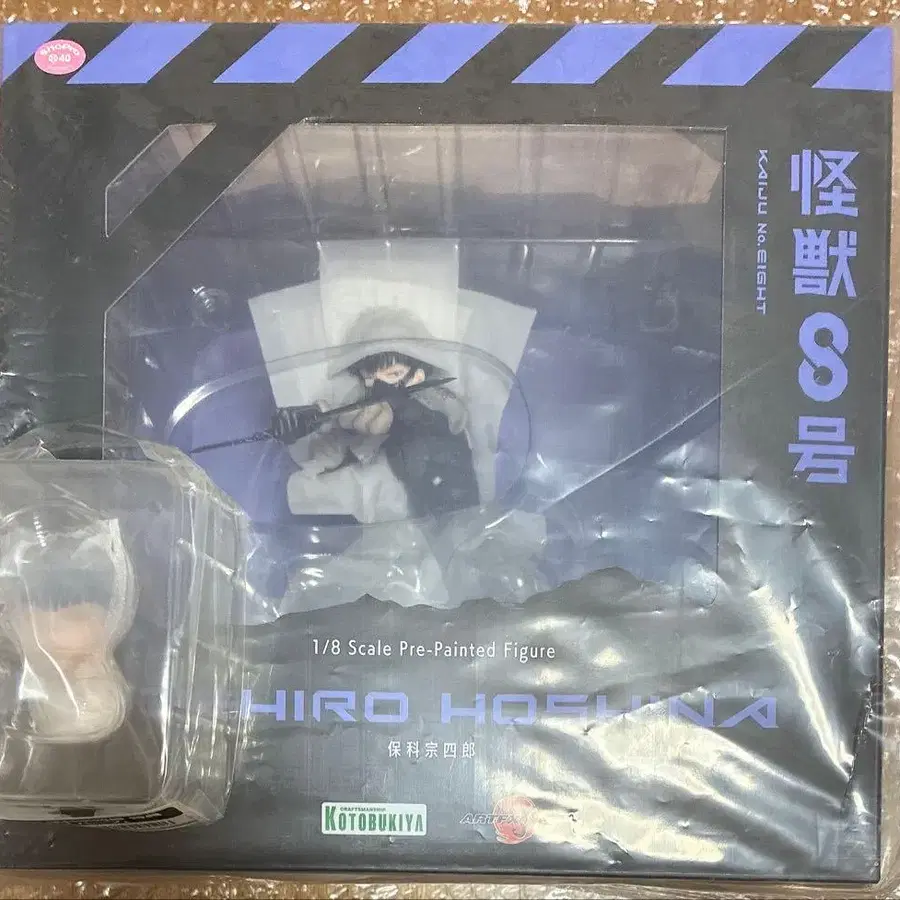 怪獣8号
KAIJU No. EIGHT
1/8 Scale Pre-Painted Figure
HIRO HOSHINA
保科宗四郎
CRAFTSMANSHIP
KOTOBUKIYA